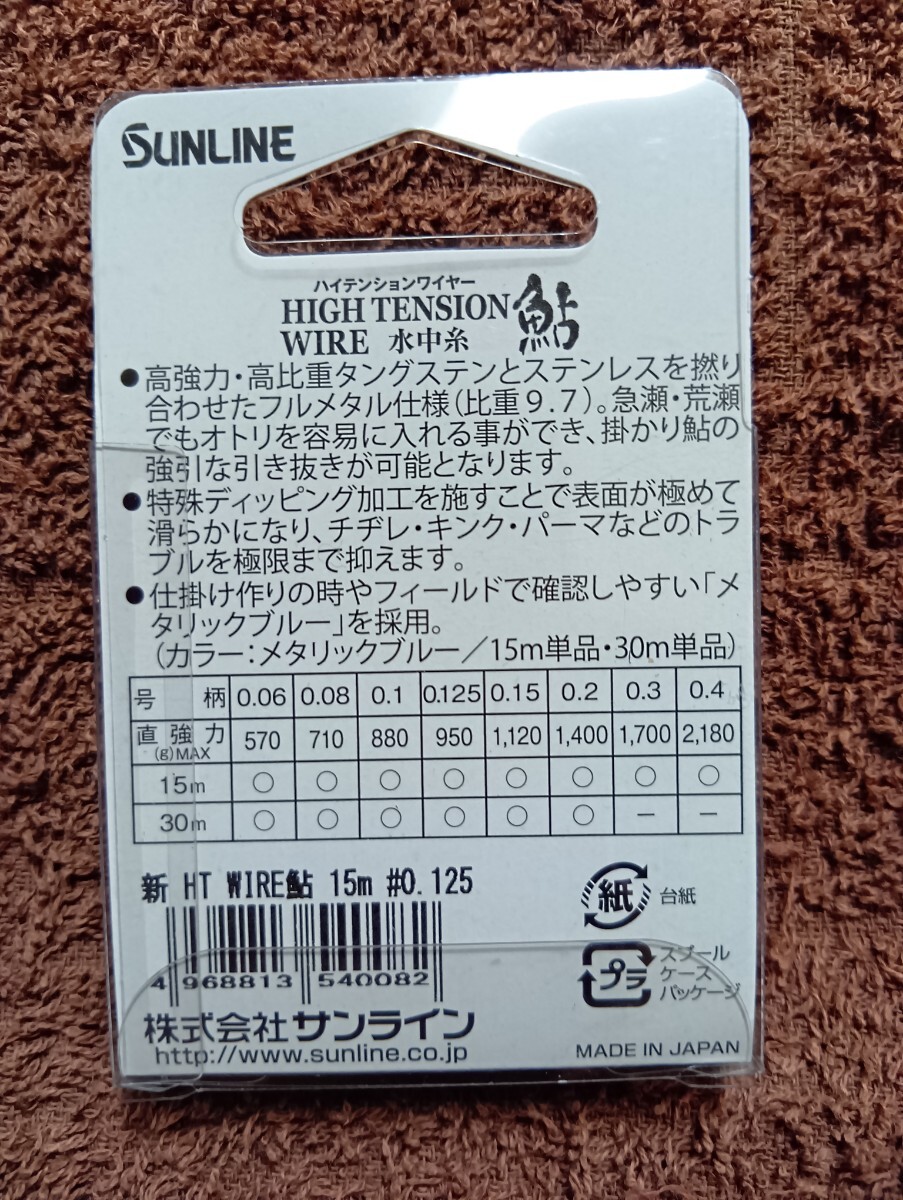 SUNLINE
ハイテンションワイヤー
HIGH TENSION 鮎
WIRE 水中糸
●高強力・高比重タングステンとステンレスを撚り
合わせたフルメタル仕様(比重9.7)。急瀬・荒瀬
でもオトリを容易に入れる事ができ、掛かり鮎の
強引な引き抜きが可能となります。
●特殊ディッピング加工を施すことで表面が極めて
滑らかになり、チヂレ・キンク・パーマなどのトラ
ブルを極限まで抑えます。
●仕掛け作りの時やフィールドで確認しやすい「メ
タリックブルー」を採用。
(カラー:メタリックブルー/15m単品・30m単品)
号柄 0.06 0.08 0.1 0.125 0.15 0.2 0.3 0.4
直強力(g)MAX 570 710 880 950 1,120 1,400 1,700 2,180
15m ○ ○ ○ ○ ○ ○ ○ ○
30m ○ ○ ○ ○ ○ ○ − −
新 HT WIRE鮎 15m #0.125
紙 台紙
4 968813 540082
プラ スプール
ケース
パッケージ
株式会社サンライン
http://www.sunline.co.jp
MADE IN JAPAN